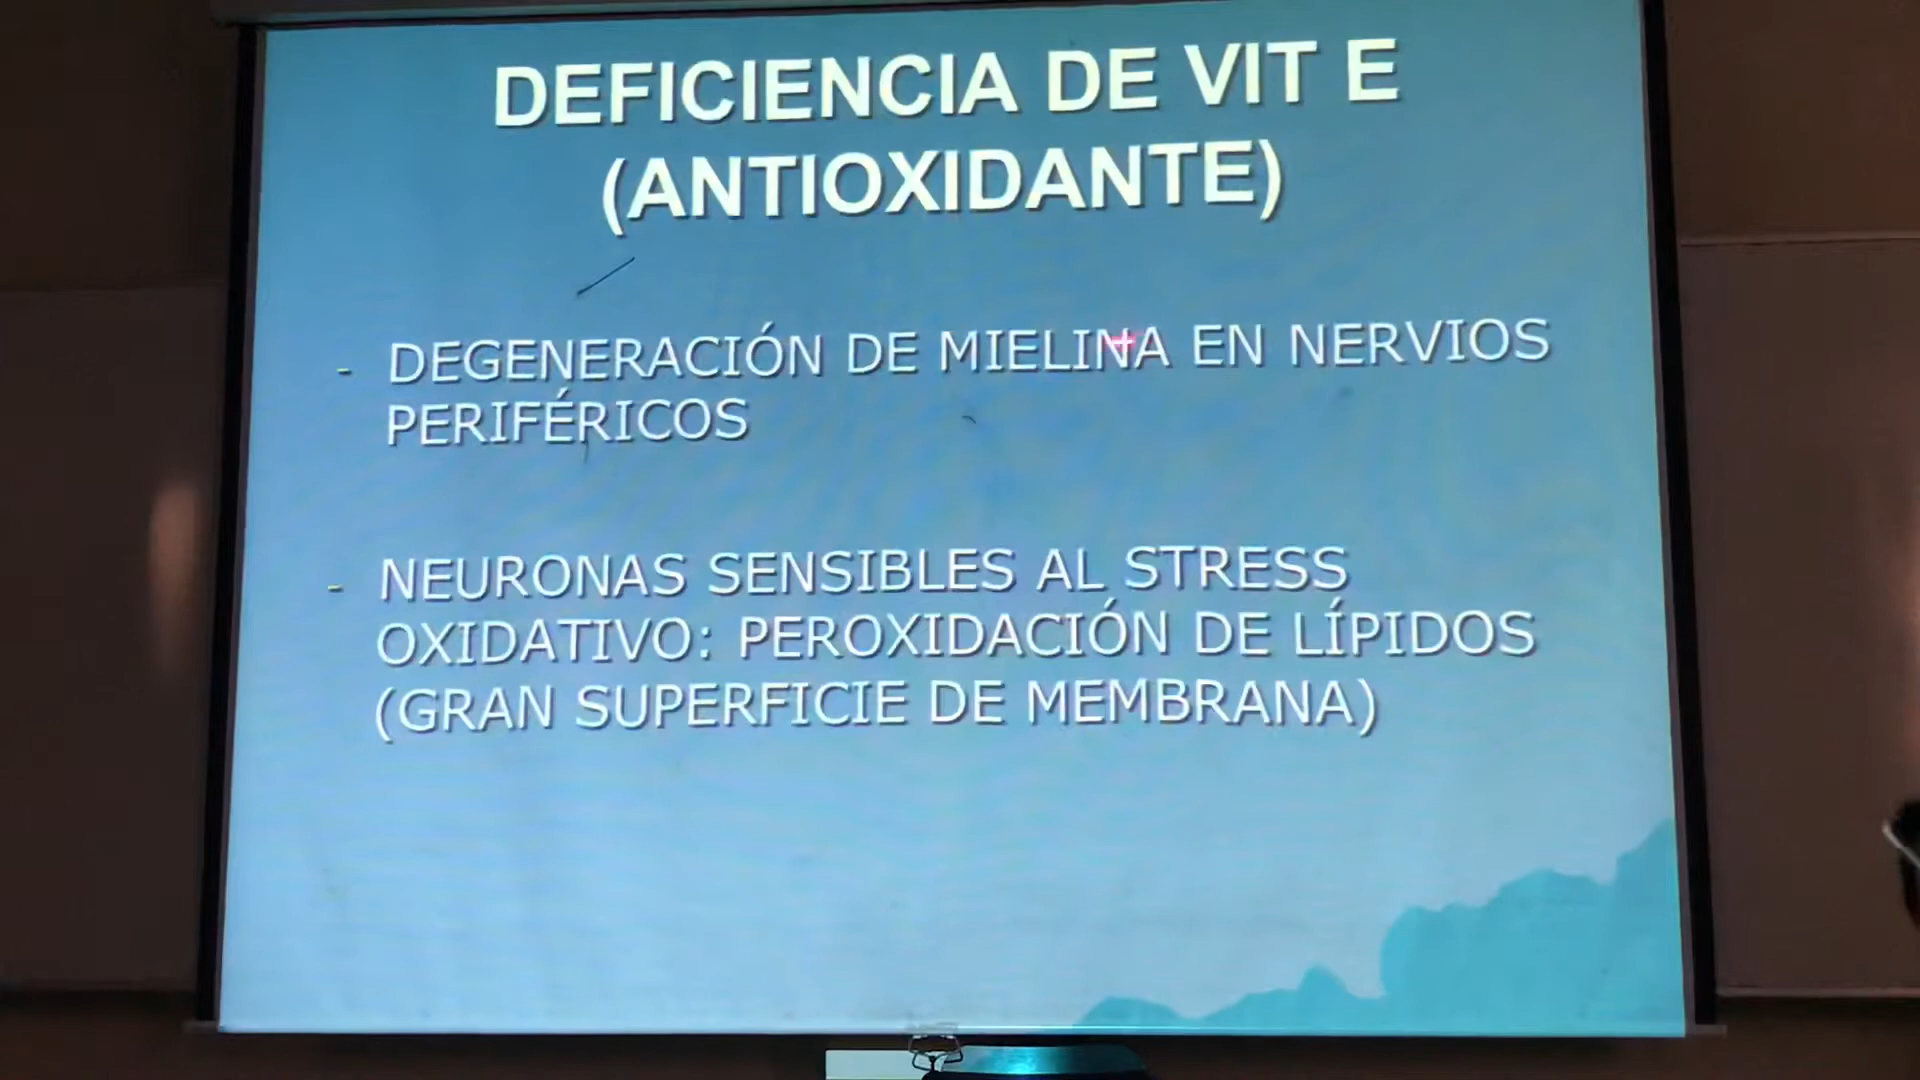 DEFICIENCIA DE VIT E
(ANTIOXIDANTE)
- DEGENERACIÓN DE MIELINA EN NERVIOS
PERIFÉRICOS
- NEURONAS SENSIBLES AL STRESS
OXIDATIVO: PEROXIDACIÓN DE LÍPIDOS
(GRAN SUPERFICIE DE MEMBRANA)